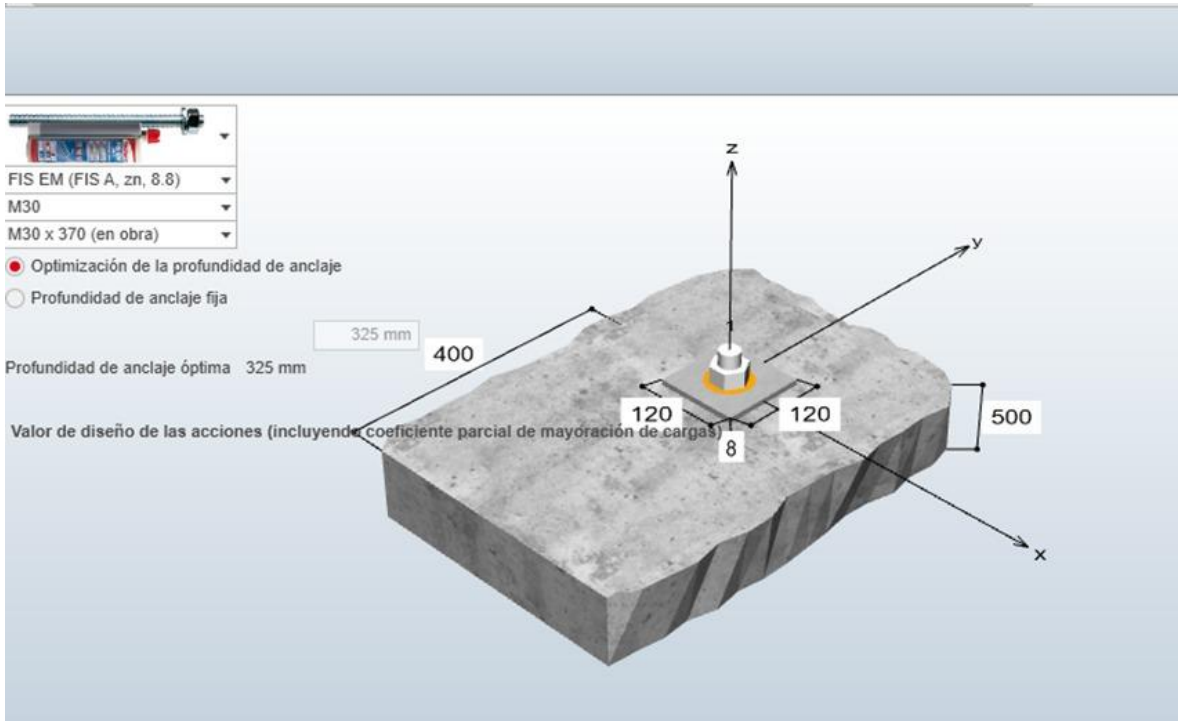 FIS EM (FIS A, zn, 8.8)
M30
M30 x 370 (en obra)
Optimización de la profundidad de anclaje
Profundidad de anclaje fija
325 mm
Profundidad de anclaje óptima 325 mm
Valor de diseño de las acciones (incluyendo coeficiente parcial de mayoración de cargas)
z
y
1
400
120
120
8
500
x